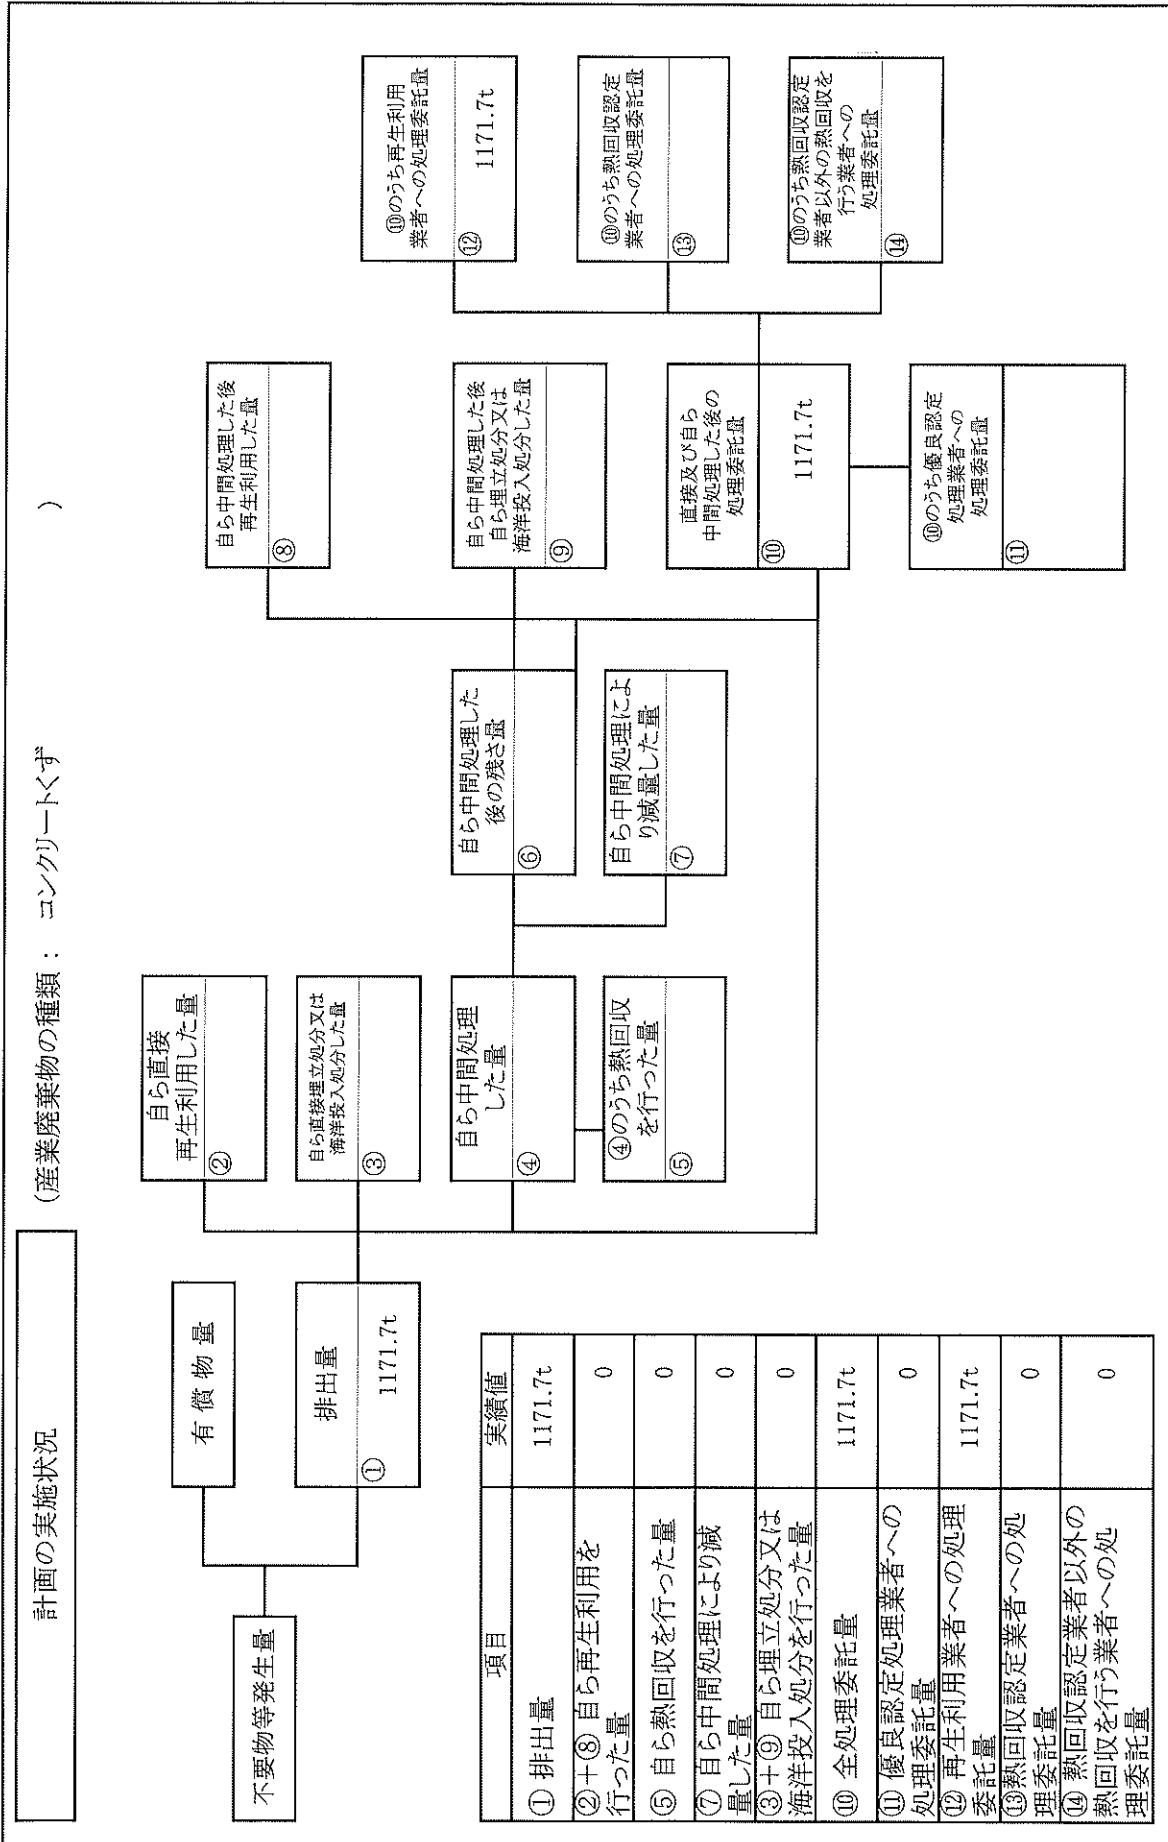 計画の実施状況
(産業廃棄物の種類： コンクリートくず )
不要物等発生量
有 償 物 量
排出量
① 1171.7t
自ら直接
再生利用した量
②
自ら直接埋立処分又は
海洋投入処分した量
③
自ら中間処理
した量
④
④のうち熱回収
を行った量
⑤
自ら中間処理した
後の残さ量
⑥
自ら中間処理によ
り減量した量
⑦
自ら中間処理した後
再生利用した量
⑧
自ら中間処理した後
自ら埋立処分又は
海洋投入処分した量
⑨
直接及び自ら
中間処理した後の
処理委託量
⑩ 1171.7t
⑩のうち優良認定
処理業者への
処理委託量
⑪
⑩のうち再生利用
業者への処理委託量
⑫ 1171.7t
⑩のうち熱回収認定
業者への処理委託量
⑬
⑩のうち熱回収認定
業者以外の熱回収を
行う業者への
処理委託量
⑭
項目 実績値
① 排出量 1171.7t
②＋⑧ 自ら再生利用を
行った量 0
⑤ 自ら熱回収を行った量 0
⑦ 自ら中間処理により減
量した量 0
③＋⑨ 自ら埋立処分又は
海洋投入処分を行った量 0
⑩ 全処理委託量 1171.7t
⑪ 優良認定処理業者への
処理委託量 0
⑫ 再生利用業者への処理
委託量 1171.7t
⑬熱回収認定業者への処
理委託量 0
⑭ 熱回収認定業者以外の
熱回収を行う業者への処
理委託量 0